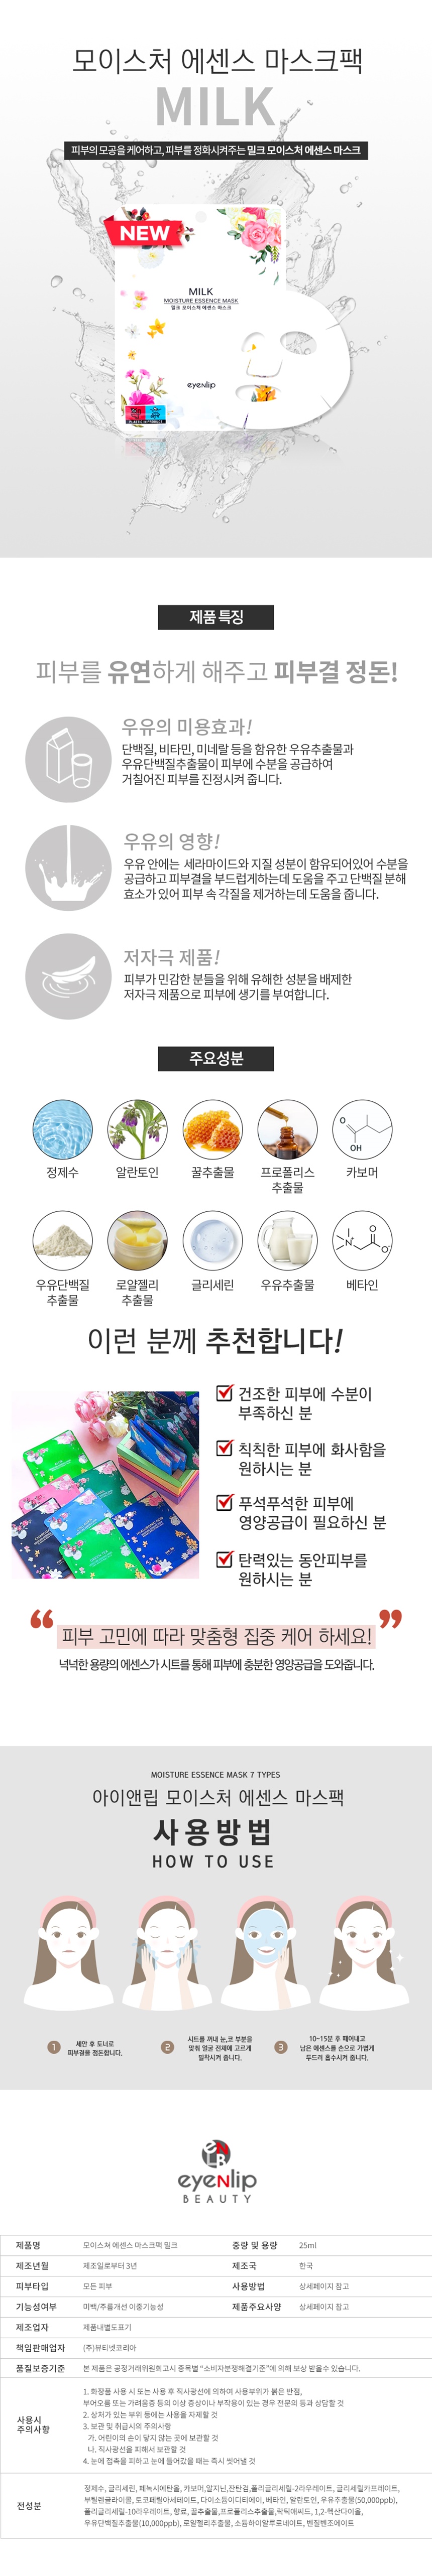 모이스처 에센스 마스크팩
MILK
피부의 모공을 케어하고, 피부를 정화시켜주는 밀크 모이스처 에센스 마스크
NEW
MILK
MOISTURE ESSENCE MASK
밀크 모이스처 에센스 마스크
eyeNlip
제품 특징
피부를 유연하게 해주고 피부결 정돈!
우유의 미용효과!
단백질, 비타민, 미네랄 등을 함유한 우유추출물과
우유단백질추출물이 피부에 수분을 공급하여
거칠어진 피부를 진정시켜 줍니다.
우유의 영향!
우유 안에는 세라마이드와 지질 성분이 함유되어있어 수분을
공급하고 피부결을 부드럽게하는데 도움을 주고 단백질 분해
효소가 있어 피부 속 각질을 제거하는데 도움을 줍니다.
저자극 제품!
피부가 민감한 분들을 위해 유해한 성분을 배제한
저자극 제품으로 피부에 생기를 부여합니다.
주요성분
O
OH
N
O
O
정제수 알란토인 꿀추출물 프로폴리스 카보머
추출물
우유단백질 로얄젤리 글리세린 우유추출물 베타인
추출물 추출물
이런 분께 추천합니다!
건조한 피부에 수분이
부족하신 분
칙칙한 피부에 화사함을
원하시는 분
푸석푸석한 피부에
영양공급이 필요하신 분
탄력있는 동안피부를
원하시는 분
“ 피부 고민에 따라 맞춤형 집중 케어 하세요! ”
넉넉한 용량의 에센스가 시트를 통해 피부에 충분한 영양공급을 도와줍니다.
MOISTURE ESSENCE MASK 7 TYPES
아이앤립 모이스처 에센스 마스팩
사용방법
HOW TO USE
1 세안 후 토너로
피부결을 정돈합니다.
2 시트를 꺼내 눈,코 부분을
맞춰 얼굴 전체에 고르게
밀착시켜 줍니다.
3 10~15분 후 떼어내고
남은 에센스를 손으로 가볍게
두드려 흡수시켜 줍니다.
eNLB
eyeNlip
BEAUTY
제품명 모이스쳐 에센스 마스크팩 밀크 중량 및 용량 25ml
제조년월 제조일로부터 3년 제조국 한국
피부타입 모든 피부 사용방법 상세페이지 참고
기능성여부 미백/주름개선 이중기능성 제품주요사양 상세페이지 참고
제조업자 제품내별도표기
책임판매업자 (주)뷰티넷코리아
품질보증기준 본 제품은 공정거래위원회고시 종목별 “소비자분쟁해결기준”에 의해 보상 받을수 있습니다.
사용시
주의사항
1. 화장품 사용 시 또는 사용 후 직사광선에 의하여 사용부위가 붉은 반점,
부어오름 또는 가려움증 등의 이상 증상이나 부작용이 있는 경우 전문의 등과 상담할 것
2. 상처가 있는 부위 등에는 사용을 자제할 것
3. 보관 및 취급시의 주의사항
가. 어린이의 손이 닿지 않는 곳에 보관할 것
나. 직사광선을 피해서 보관할 것
4. 눈에 접촉을 피하고 눈에 들어갔을 때는 즉시 씻어낼 것
전성분
정제수, 글리세린, 페녹시에탄올, 카보머,알지닌,잔탄검,폴리글리세릴-2라우레이트, 글리세릴카프레이트,
부틸렌글라이콜, 토코페릴아세테이트, 다이소듐이디티에이, 베타인, 알란토인, 우유추출물(50,000ppb),
폴리글리세릴-10라우레이트, 향료, 꿀추출물,프로폴리스추출물,락틱애씨드, 1,2-헥산다이올,
우유단백질추출물(10,000ppb), 로얄젤리추출물, 소듐하이알루로네이트, 벤질벤조에이트